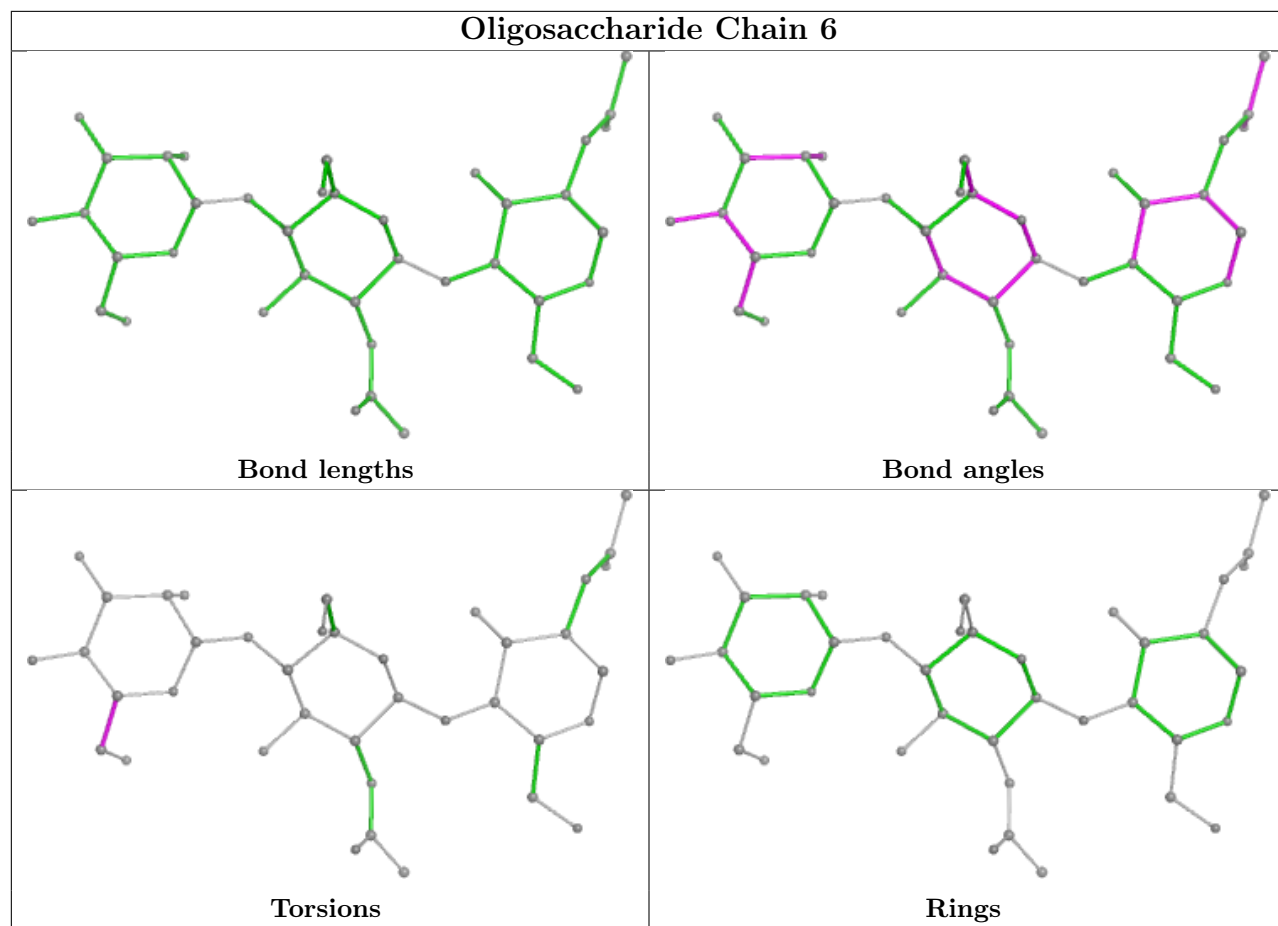 Oligosaccharide Chain 6
Bond lengths
Bond angles
Torsions
Rings